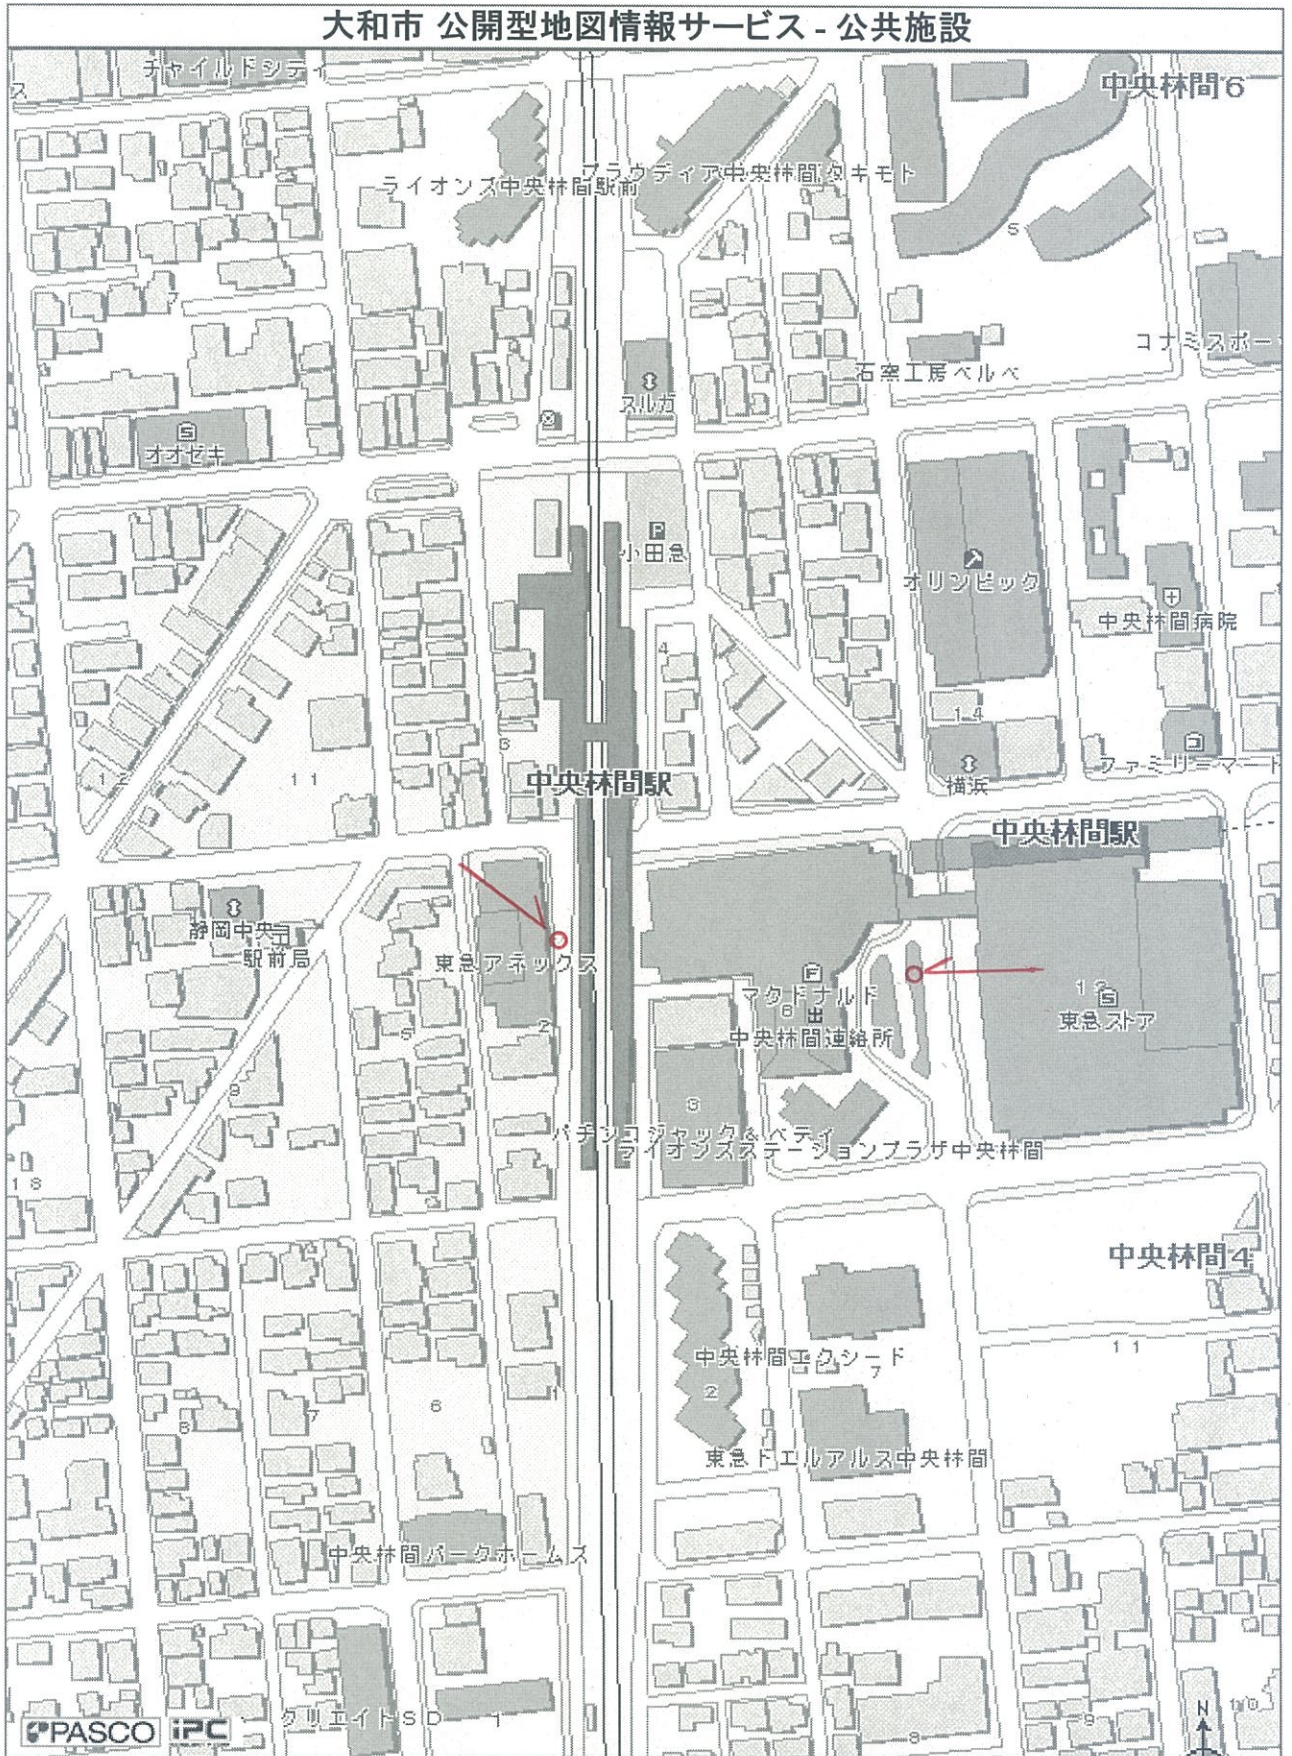 大和市 公開型地図情報サービス - 公共施設
チャイルドシティ
ス
中央林間6
ライオンズ中央林間駅前
プラウディア中央林間タキモト
5
1
1
7
コナミスポー
石窯工房ベルベ
スルガ
2
オオゼキ
P
小田急
オリンピック
中央林間病院
4
3
14
12
11
中央林間駅
横浜
ファミリーマート
中央林間駅
静岡中央
駅前局
東急アネックス
マクドナルド
6
中央林間連絡所
12
東急ストア
2
5
9
3
パチンコジャック&ベティ
ライオンズステーションプラザ中央林間
18
中央林間4
11
中央林間エクシード
7
2
6
1
7
8
東急ドエルアルス中央林間
中央林間パークホームズ
クリエイトSD
1
8
9
10
N
PASCO iPC